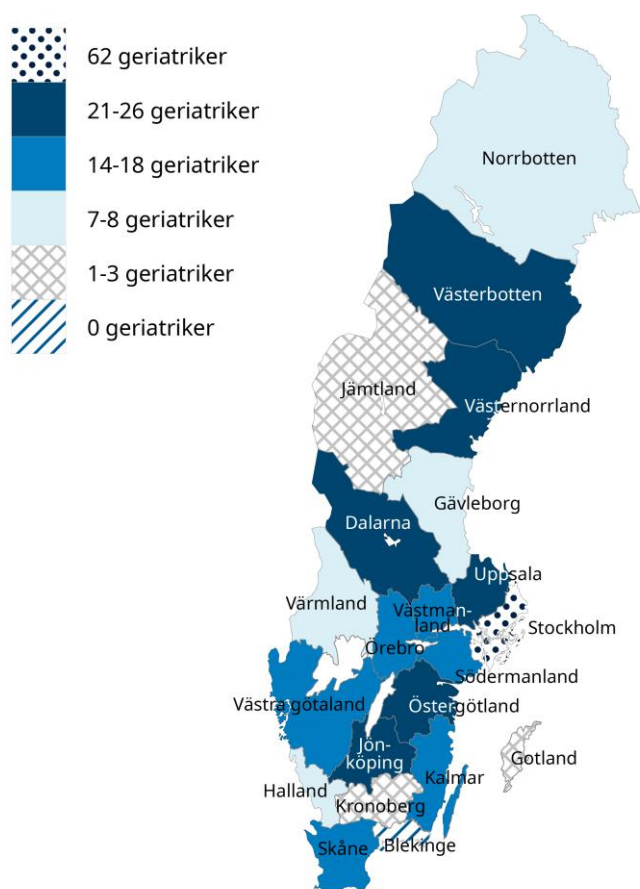 62 geriatriker
21-26 geriatriker
14-18 geriatriker
7-8 geriatriker
1-3 geriatriker
0 geriatriker
Norrbotten
Västerbotten
Jämtland
Västernorrland
Gävleborg
Dalarna
Uppsala
Värmland
Västman-
land
Stockholm
Örebro
Södermanland
Västra götaland
Östergötland
Jön-
köping
Gotland
Kalmar
Halland
Kronoberg
Skåne
Blekinge